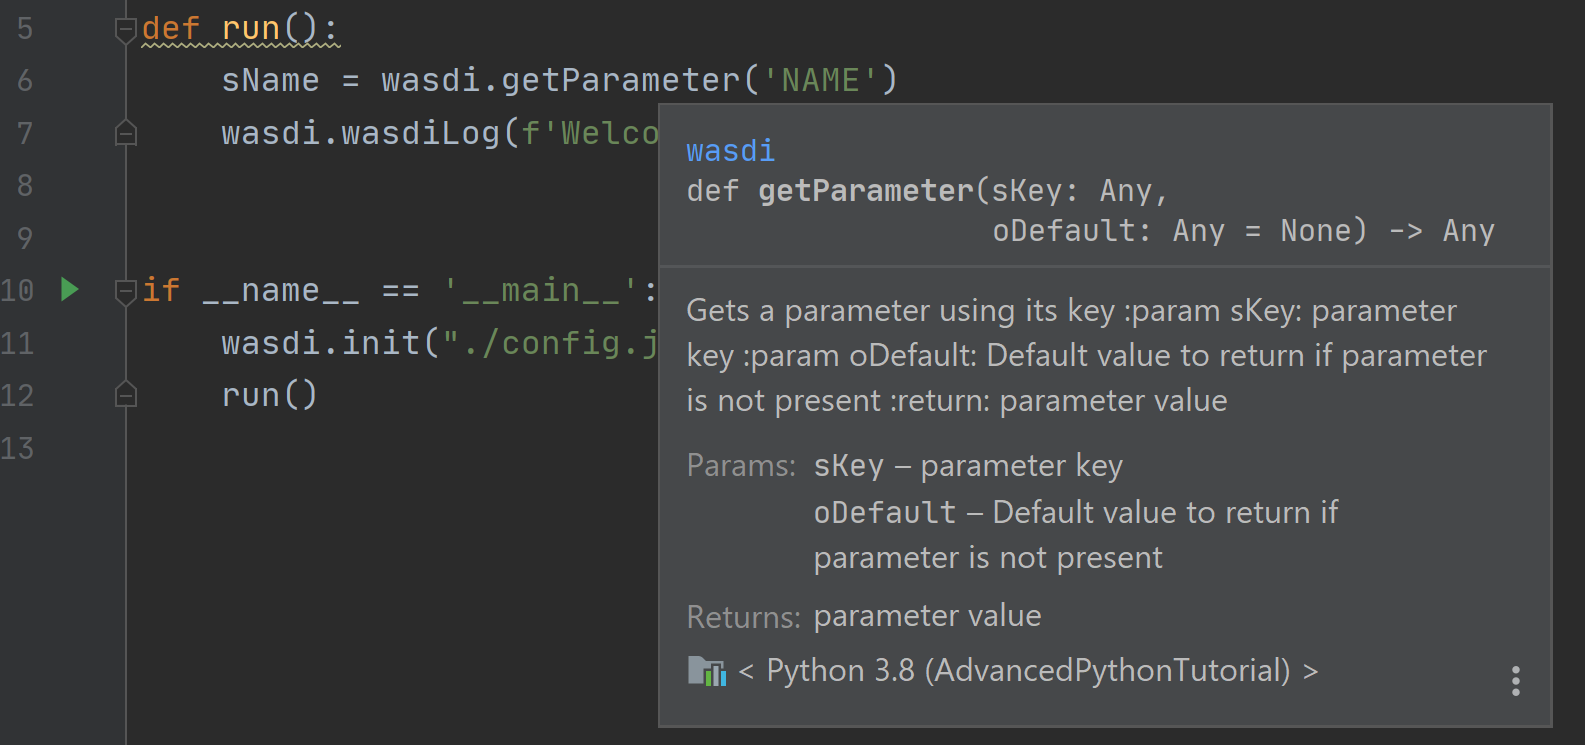 5 def run():
6 sName = wasdi.getParameter('NAME')
7 wasdi.wasdiLog(f'Welco
8
9
10 if __name__ == '__main__':
11 wasdi.init("./config.j
12 run()
13
wasdi
def getParameter(sKey: Any,
oDefault: Any = None) -> Any
Gets a parameter using its key :param sKey: parameter
key :param oDefault: Default value to return if parameter
is not present :return: parameter value
Params: sKey – parameter key
oDefault – Default value to return if
parameter is not present
Returns: parameter value
< Python 3.8 (AdvancedPythonTutorial) >